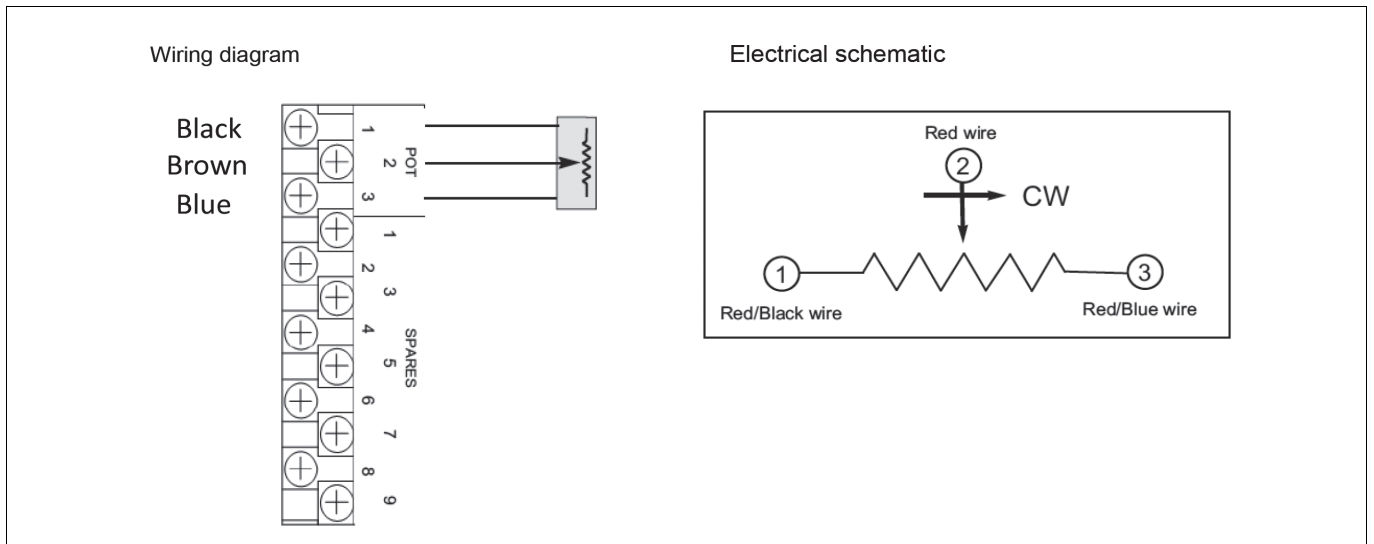 Wiring diagram
Electrical schematic
Black
Brown
Blue
1
2
3
POT
1
2
3
4
5
6
7
8
9
SPARES
Red wire
2
CW
1
3
Red/Black wire
Red/Blue wire